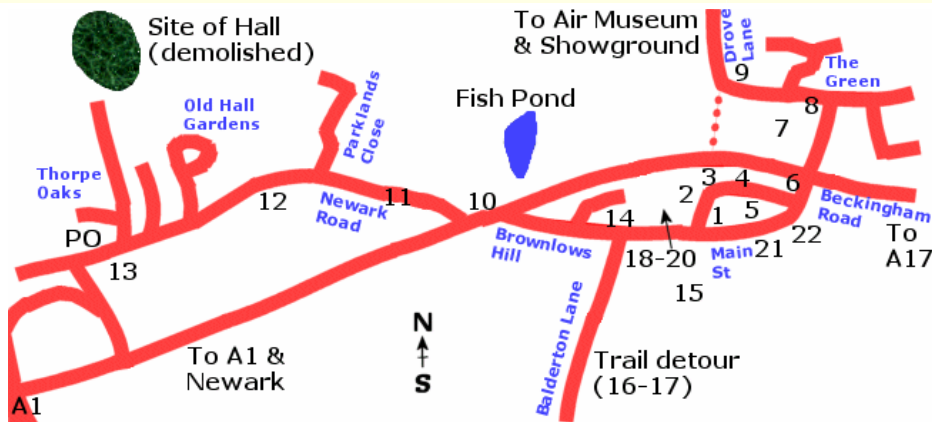 Site of Hall
(demolished)
To Air Museum
& Showground
Drove
Lane
9
The
Green
8
7
Old Hall
Gardens
Parklands
Close
Fish Pond
Thorpe
Oaks
12
Newark
Road
11
10
3
4
2
6
5
1
Beckingham
Road
To
A17
PO
13
Brownlows
Hill
14
18-20
Main
St
21
22
15
N
S
To A1 &
Newark
Balderton Lane
Trail detour
(16-17)
A1